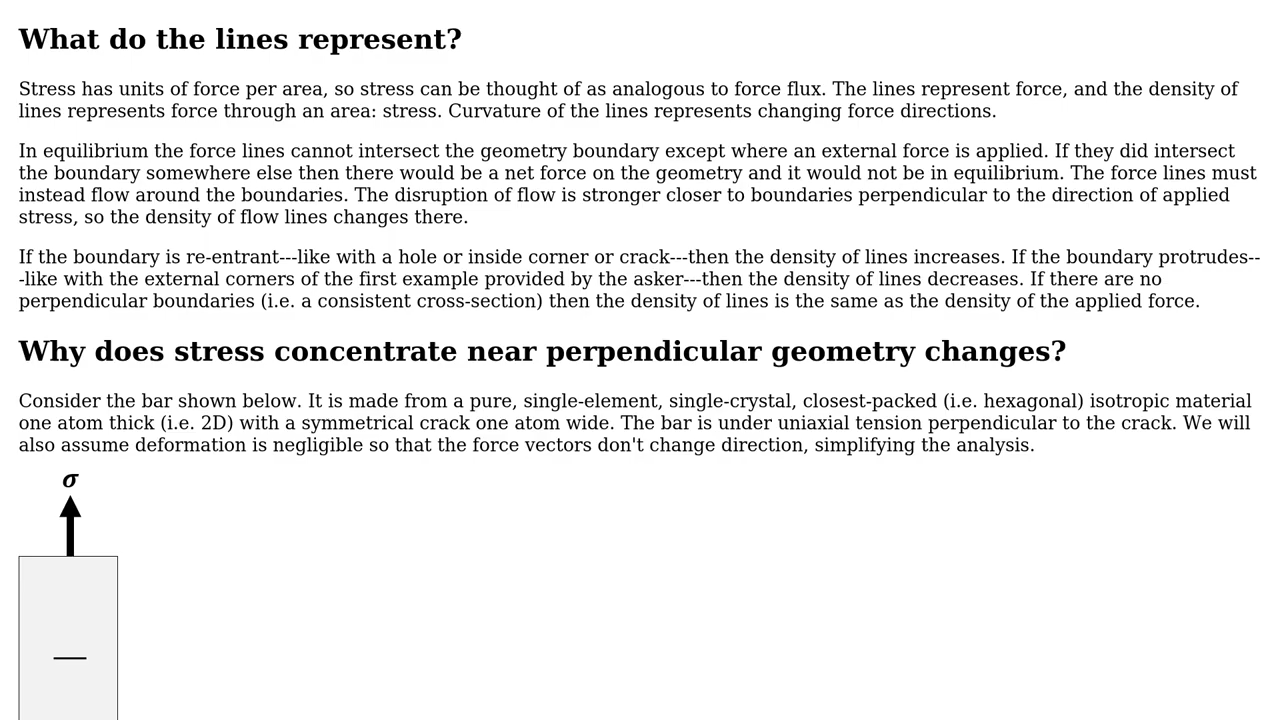 What do the lines represent?
Stress has units of force per area, so stress can be thought of as analogous to force flux. The lines represent force, and the density of
lines represents force through an area: stress. Curvature of the lines represents changing force directions.
In equilibrium the force lines cannot intersect the geometry boundary except where an external force is applied. If they did intersect
the boundary somewhere else then there would be a net force on the geometry and it would not be in equilibrium. The force lines must
instead flow around the boundaries. The disruption of flow is stronger closer to boundaries perpendicular to the direction of applied
stress, so the density of flow lines changes there.
If the boundary is re-entrant---like with a hole or inside corner or crack---then the density of lines increases. If the boundary protrudes--
-like with the external corners of the first example provided by the asker---then the density of lines decreases. If there are no
perpendicular boundaries (i.e. a consistent cross-section) then the density of lines is the same as the density of the applied force.
Why does stress concentrate near perpendicular geometry changes?
Consider the bar shown below. It is made from a pure, single-element, single-crystal, closest-packed (i.e. hexagonal) isotropic material
one atom thick (i.e. 2D) with a symmetrical crack one atom wide. The bar is under uniaxial tension perpendicular to the crack. We will
also assume deformation is negligible so that the force vectors don't change direction, simplifying the analysis.
σ